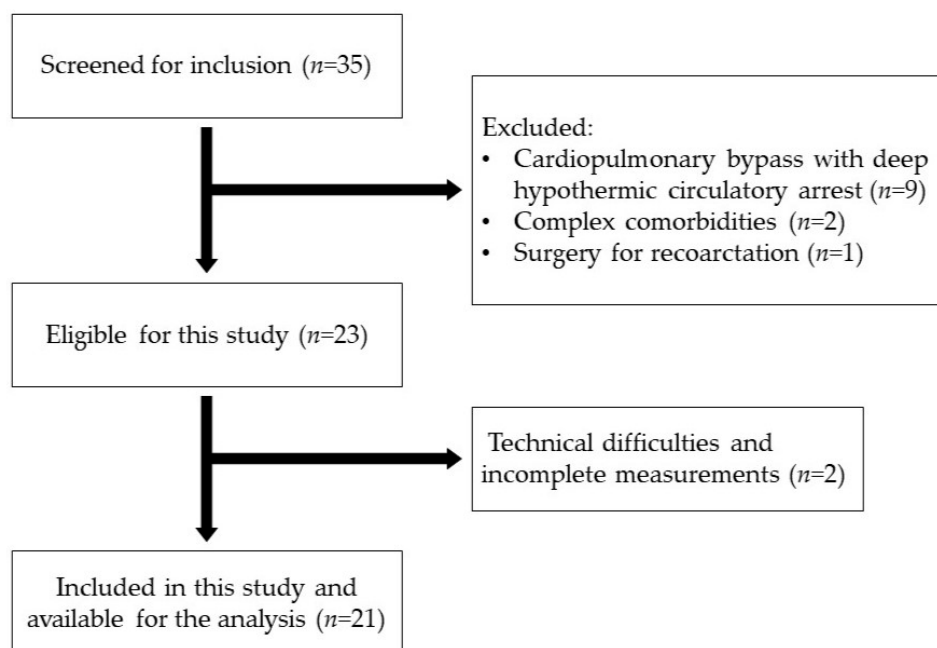 Screened for inclusion (n=35)
Excluded:
• Cardiopulmonary bypass with deep
hypothermic circulatory arrest (n=9)
• Complex comorbidities (n=2)
• Surgery for recoarctation (n=1)
Eligible for this study (n=23)
Technical difficulties and
incomplete measurements (n=2)
Included in this study and
available for the analysis (n=21)